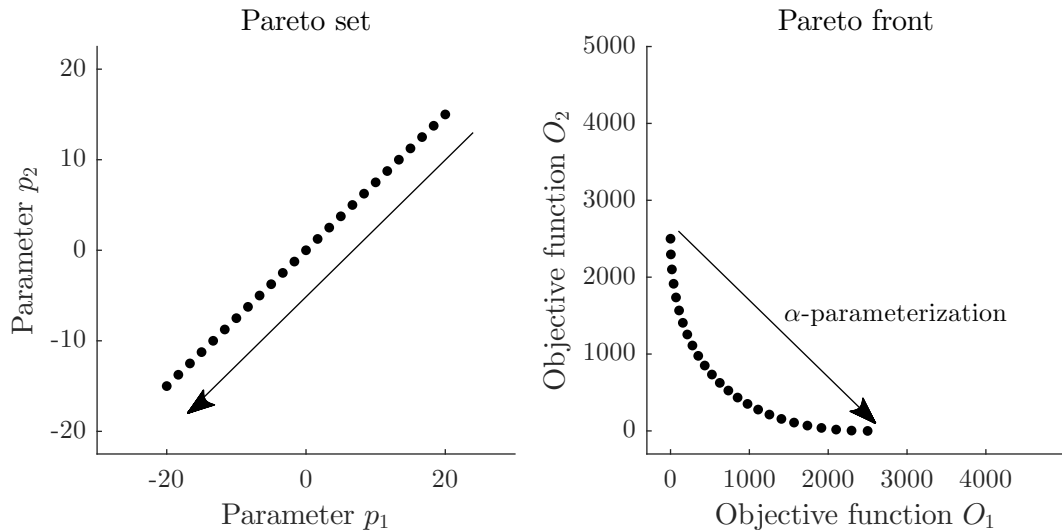 Pareto set
20
10
0
-10
-20
-20
0
20
Parameter p₂
Parameter p₁
Pareto front
5000
4000
3000
2000
1000
0
0
1000
2000
3000
4000
Objective function O₂
α-parameterization
Objective function O₁